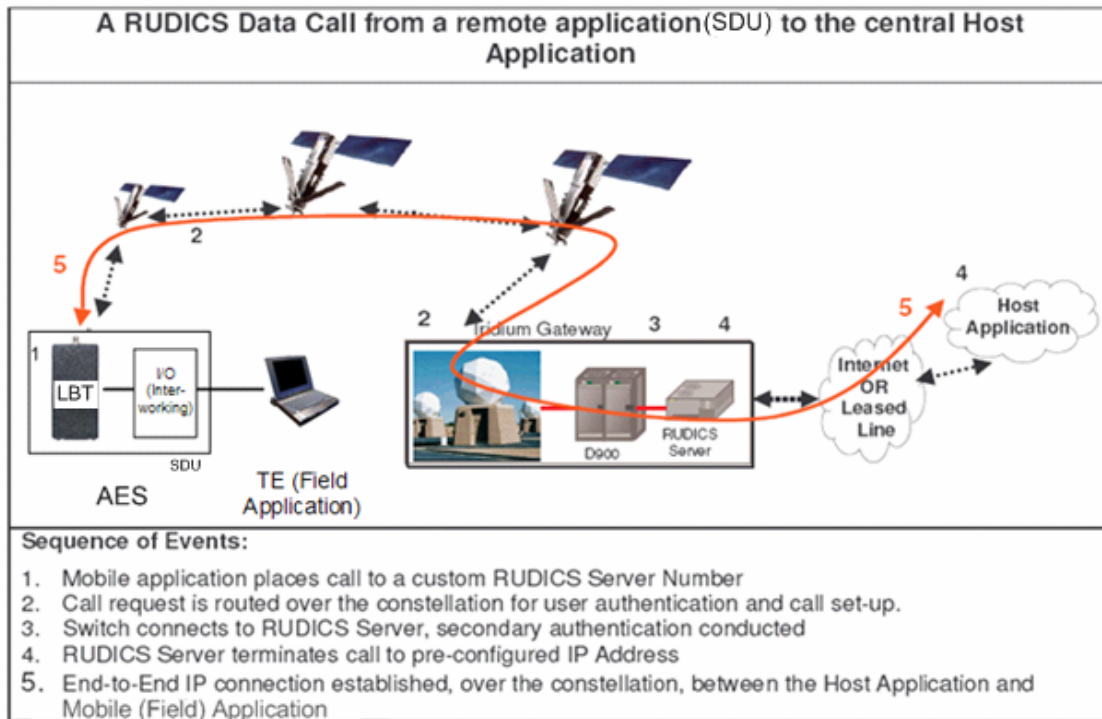 A RUDICS Data Call from a remote application(SDU) to the central Host
Application
2
5
4
Host
Application
5
2
3
4
Tridium Gateway
1
LBT
I/O
(Inter-
working)
SDU
AES
TE (Field
Application)
D900
RUDICS
Server
Internet
OR
Leased
Line
Sequence of Events:
1. Mobile application places call to a custom RUDICS Server Number
2. Call request is routed over the constellation for user authentication and call set-up.
3. Switch connects to RUDICS Server, secondary authentication conducted
4. RUDICS Server terminates call to pre-configured IP Address
5. End-to-End IP connection established, over the constellation, between the Host Application and
Mobile (Field) Application